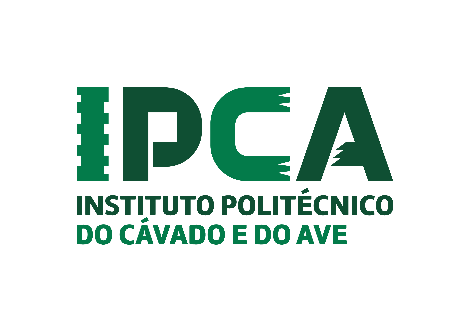 IPCA
INSTITUTO POLITÉCNICO
DO CÁVADO E DO AVE